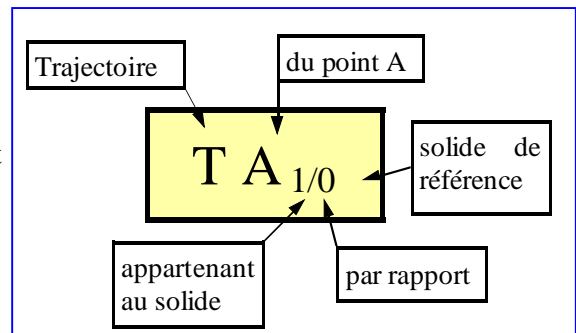 Trajectoire
du point A
t
T A 1/0
solide de
référence
appartenant
au solide
par rapport